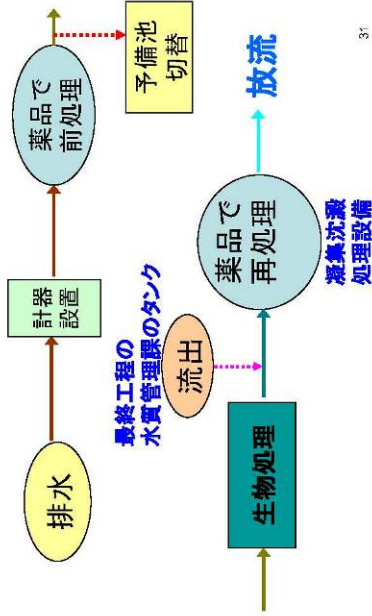 排水
計器
設置
薬品で
前処理
予備池
切替
最終工程の
水質管理課のタンク
流出
生物処理
薬品で
再処理
凝集沈澱
処理設備
放流
31